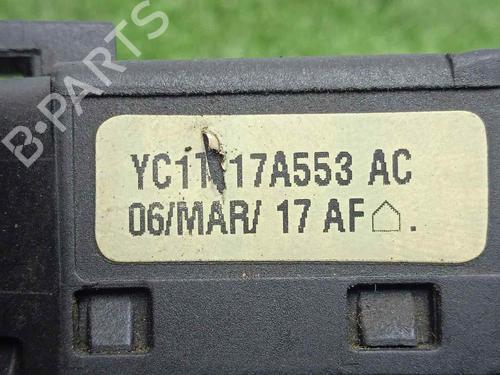 B-PARTS
YC1T 17A553 AC
06/MAR/ 17 AF⌂.